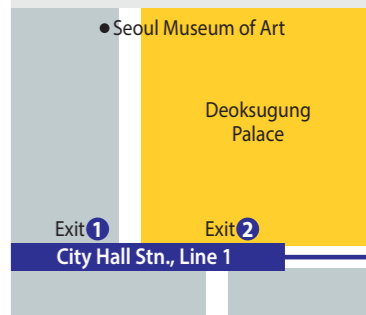 Seoul Museum of Art
Deoksugung
Palace
Exit 1
Exit 2
City Hall Stn., Line 1